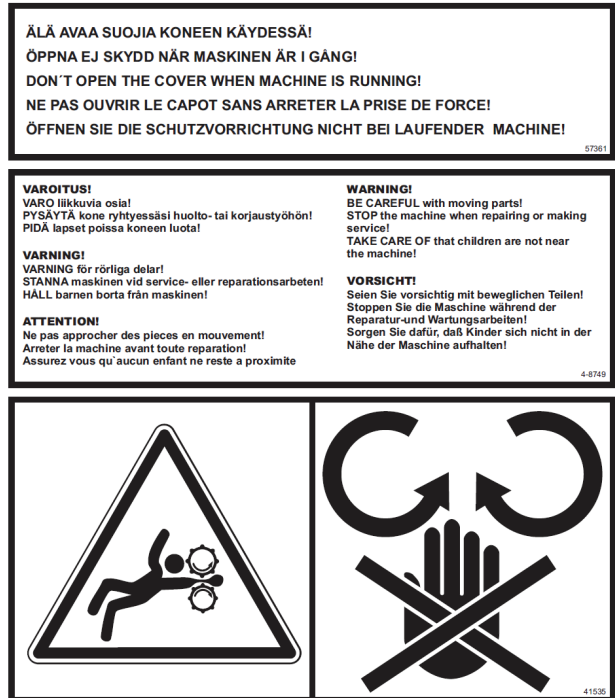 ÄLÄ AVAA SUOJIA KONEEN KÄYDESSÄ!
ÖPPNA EJ SKYDD NÄR MASKINEN ÄR I GÅNG!
DON´T OPEN THE COVER WHEN MACHINE IS RUNNING!
NE PAS OUVRIR LE CAPOT SANS ARRETER LA PRISE DE FORCE!
ÖFFNEN SIE DIE SCHUTZVORRICHTUNG NICHT BEI LAUFENDER MACHINE!
57361
VAROITUS!
VARO liikkuvia osia!
PYSÄYTÄ kone ryhtyessäsi huolto- tai korjaustyöhön!
PIDÄ lapset poissa koneen luota!
VARNING!
VARNING för rörliga delar!
STANNA maskinen vid service- eller reparationsarbeten!
HÅLL barnen borta från maskinen!
ATTENTION!
Ne pas approcher des pieces en mouvement!
Arreter la machine avant toute reparation!
Assurez vous qu`aucun enfant ne reste a proximite
WARNING!
BE CAREFUL with moving parts!
STOP the machine when repairing or making
service!
TAKE CARE OF that children are not near
the machine!
VORSICHT!
Seien Sie vorsichtig mit beweglichen Teilen!
Stoppen Sie die Maschine während der
Reparatur-und Wartungsarbeiten!
Sorgen Sie dafür, daß Kinder sich nicht in der
Nähe der Maschine aufhalten!
4-8749
41535